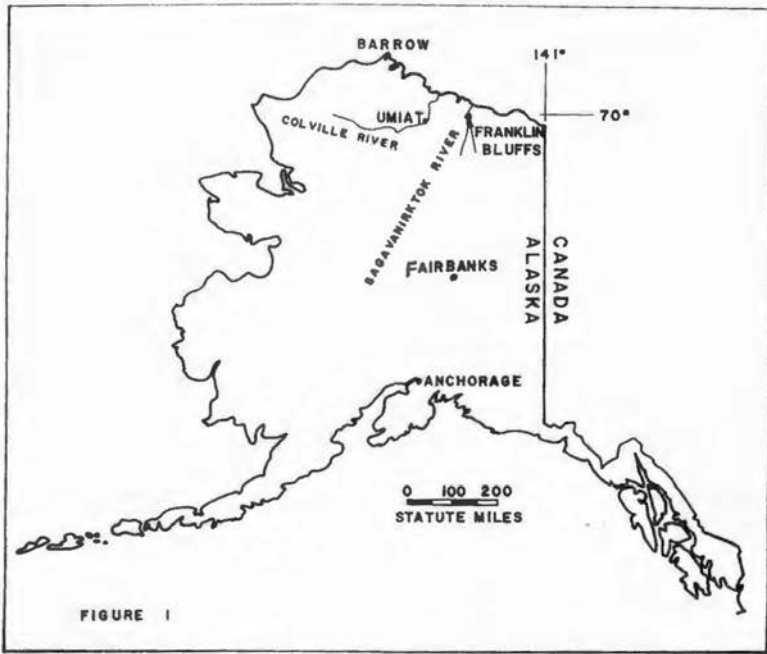 BARROW
141°
70°
UMIAT
COLVILLE RIVER
FRANKLIN
BLUFFS
SAGAVANIRKTOK RIVER
FAIRBANKS
CANADA
ALASKA
ANCHORAGE
0 100 200
STATUTE MILES
FIGURE 1